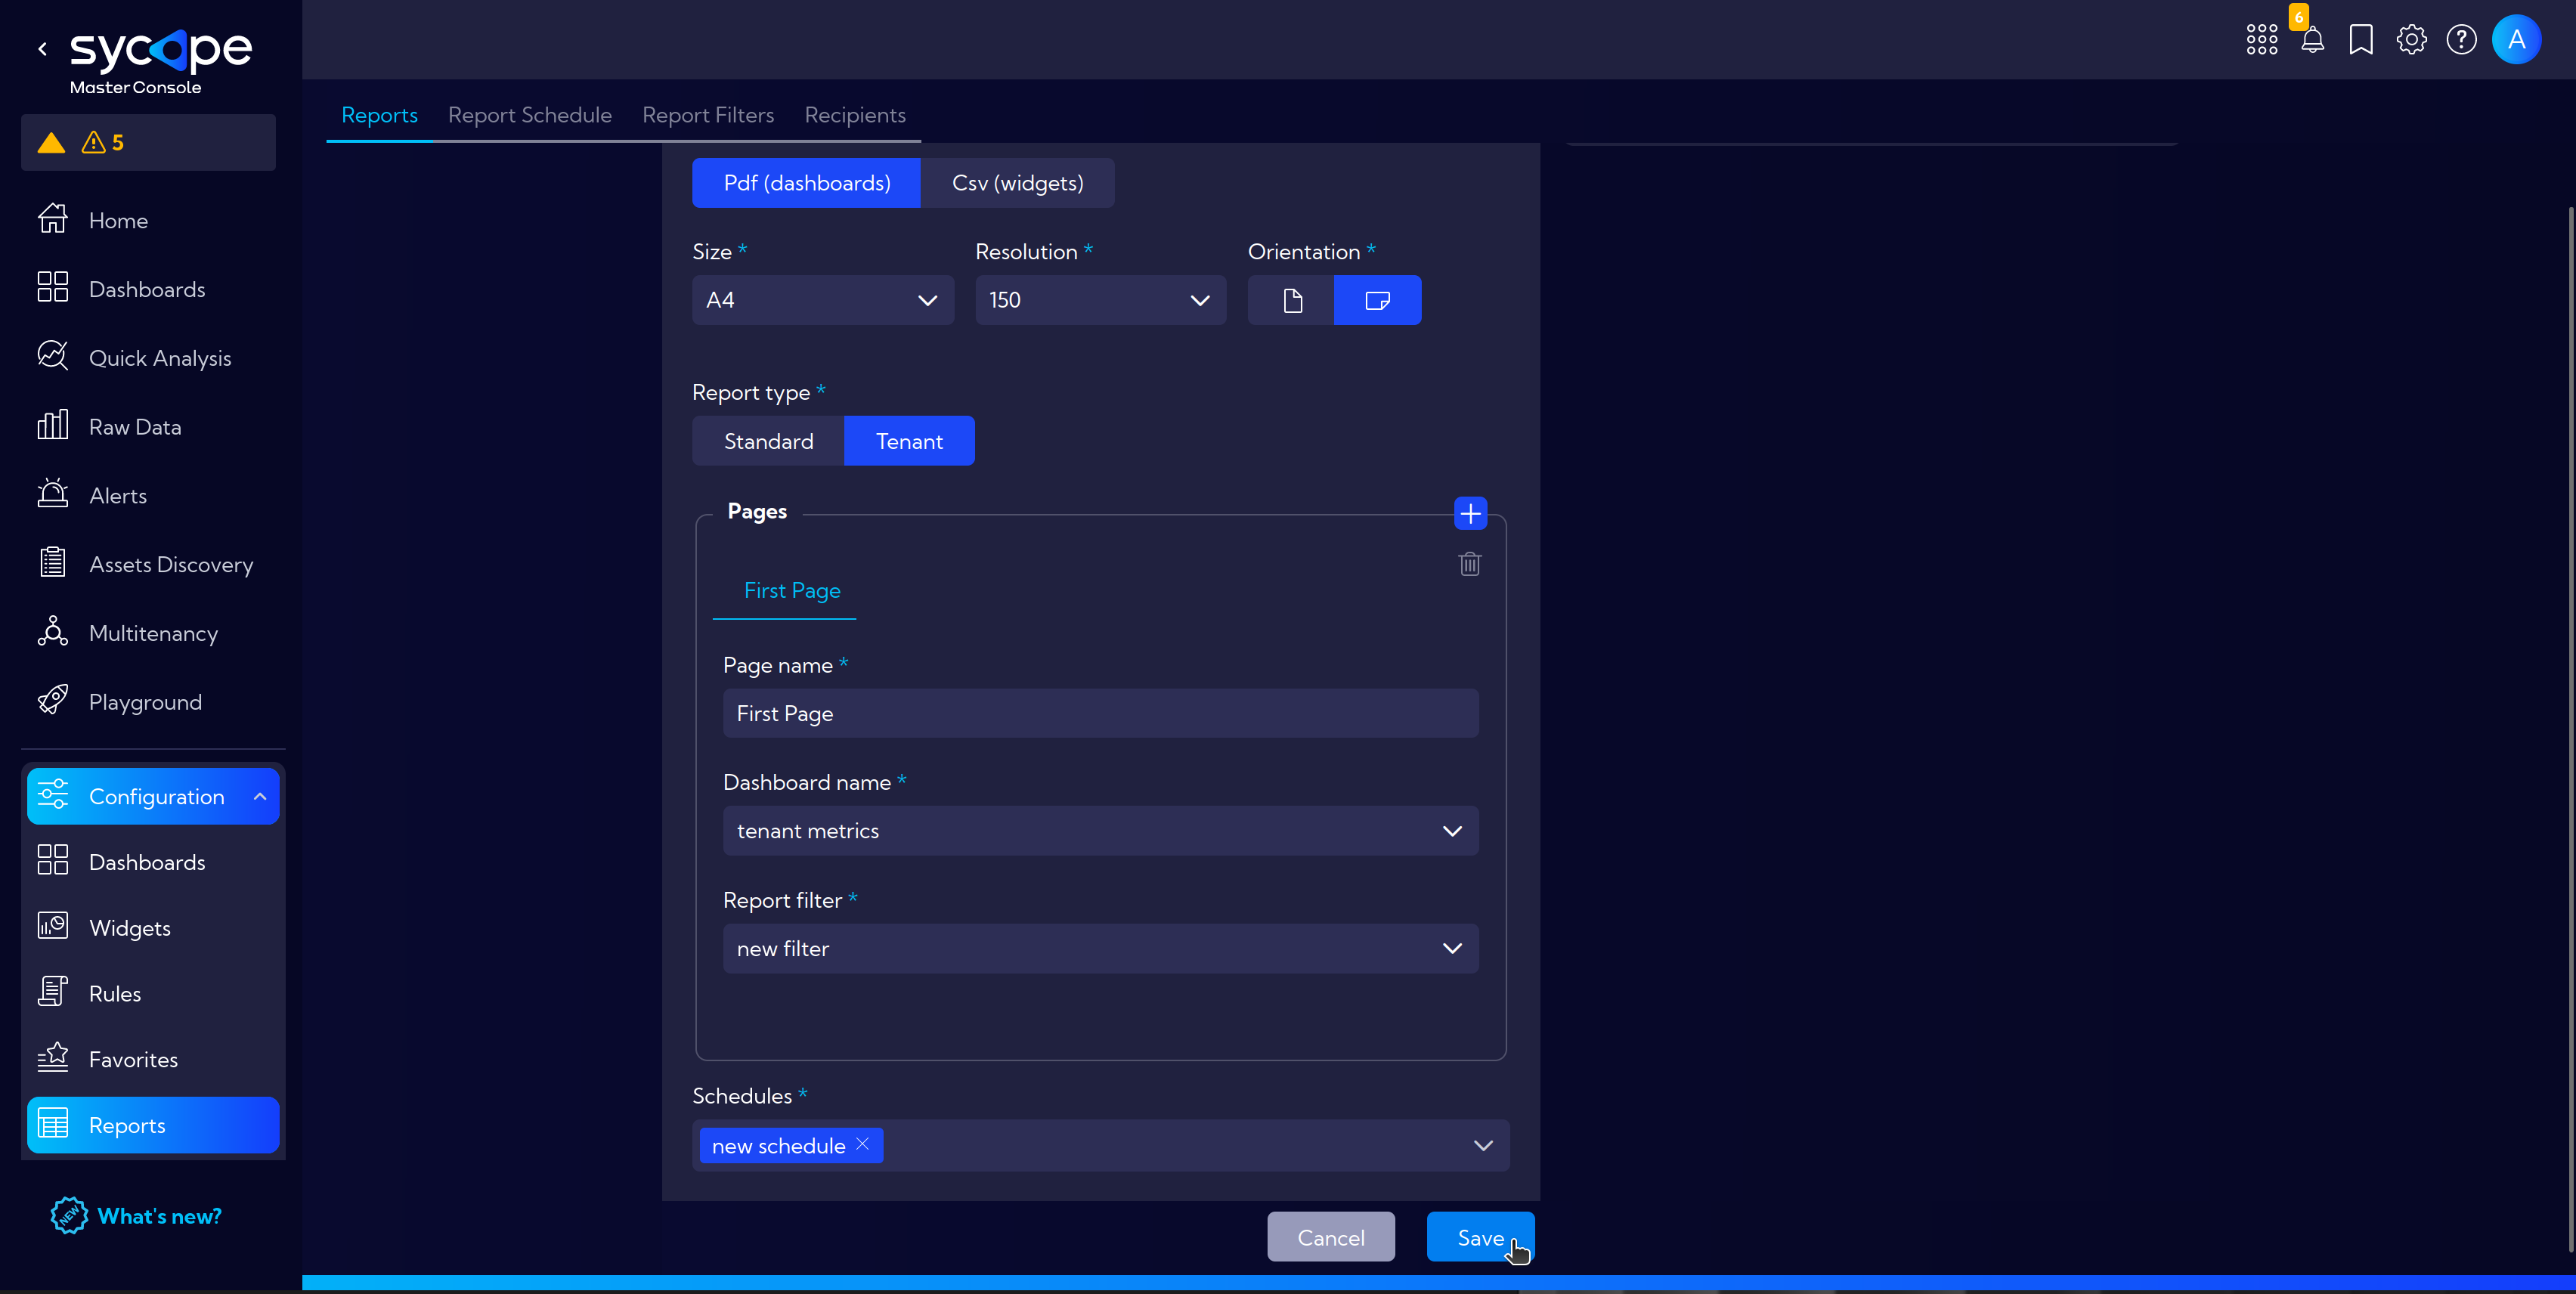 sycope
Master Console
5
Home
Dashboards
Quick Analysis
Raw Data
Alerts
Assets Discovery
Multitenancy
Playground
Configuration
Dashboards
Widgets
Rules
Favorites
Reports
NEW What's new?
6
A
Reports Report Schedule Report Filters Recipients
Pdf (dashboards) Csv (widgets)
Size * Resolution * Orientation *
A4 150
Report type *
Standard Tenant
Pages
First Page
Page name *
First Page
Dashboard name *
tenant metrics
Report filter *
new filter
Schedules *
new schedule
Cancel Save